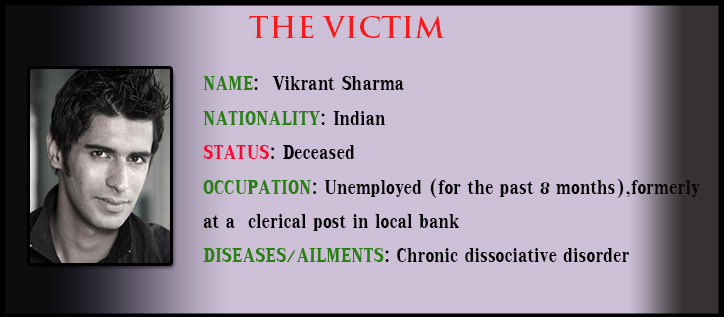 THE VICTIM
NAME: Vikrant Sharma
NATIONALITY: Indian
STATUS: Deceased
OCCUPATION: Unemployed (for the past 8 months),formerly
at a clerical post in local bank
DISEASES/AILMENTS: Chronic dissociative disorder